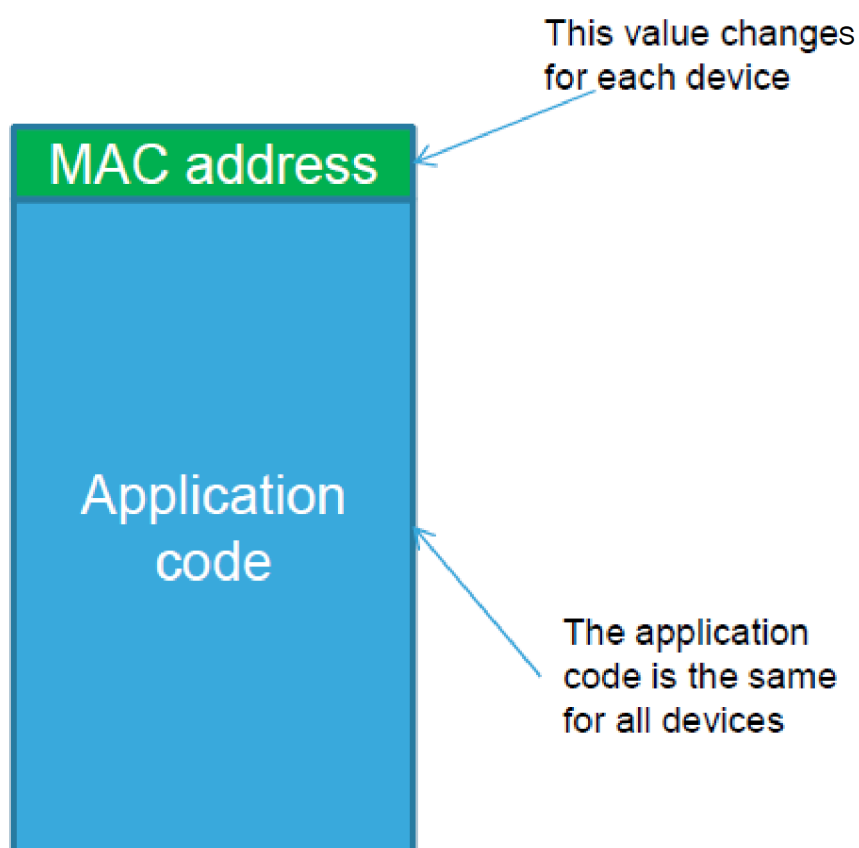 This value changes
for each device
MAC address
Application
code
The application
code is the same
for all devices